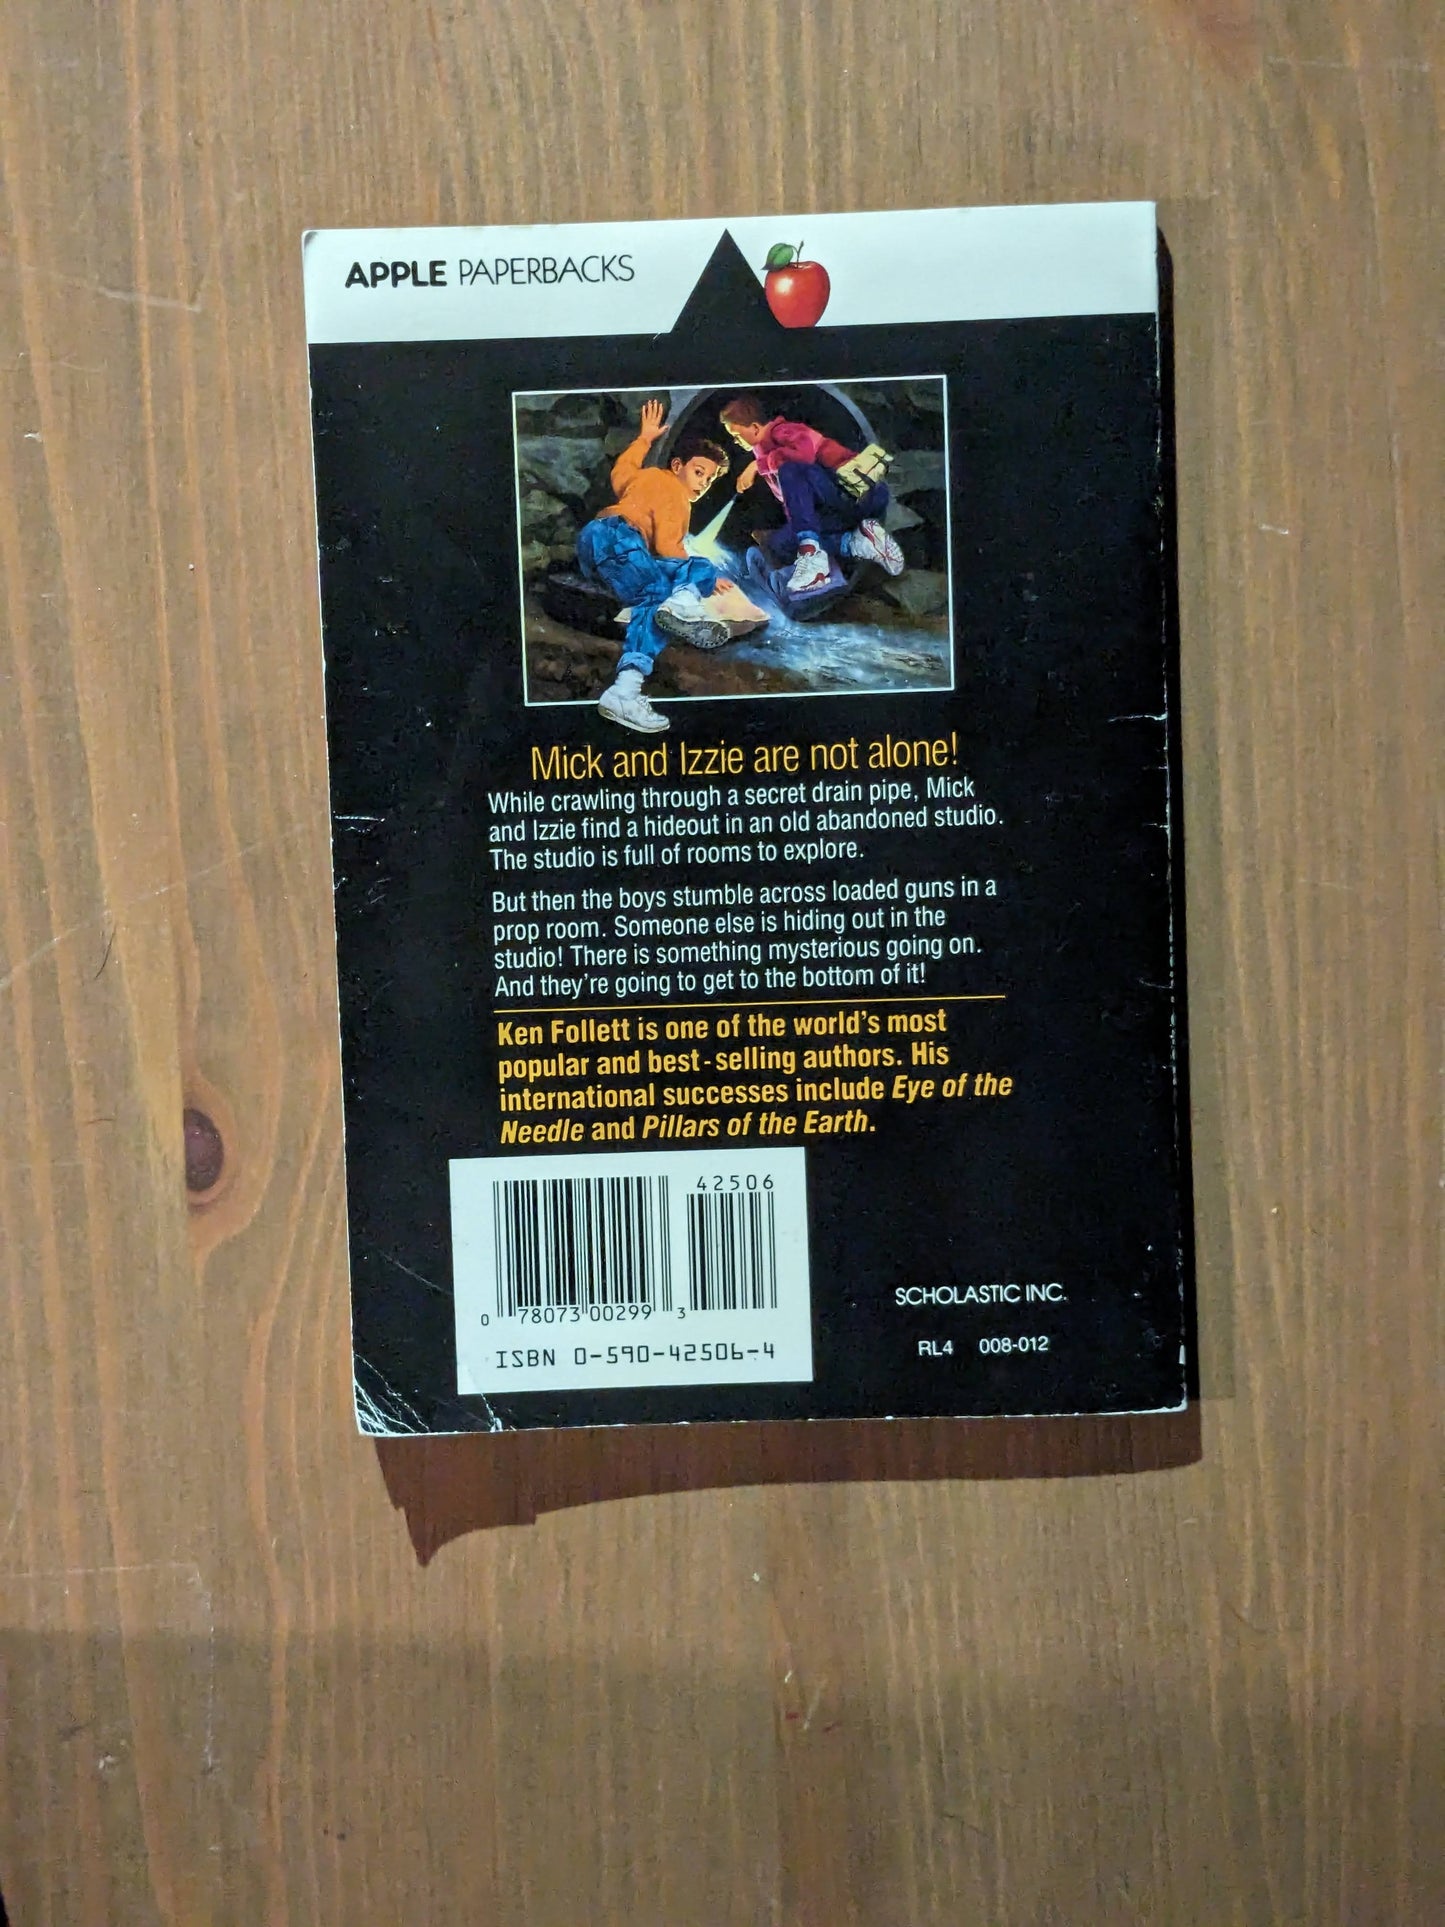 APPLE PAPERBACKS
Mick and Izzie are not alone!
While crawling through a secret drain pipe, Mick
and Izzie find a hideout in an old abandoned studio.
The studio is full of rooms to explore.
But then the boys stumble across loaded guns in a
prop room. Someone else is hiding out in the
studio! There is something mysterious going on.
And they're going to get to the bottom of it!
Ken Follett is one of the world's most
popular and best-selling authors. His
international successes include Eye of the
Needle and Pillars of the Earth.
42506
0 78073 00299 3
ISBN 0-590-42506-4
SCHOLASTIC INC.
RL4 008-012